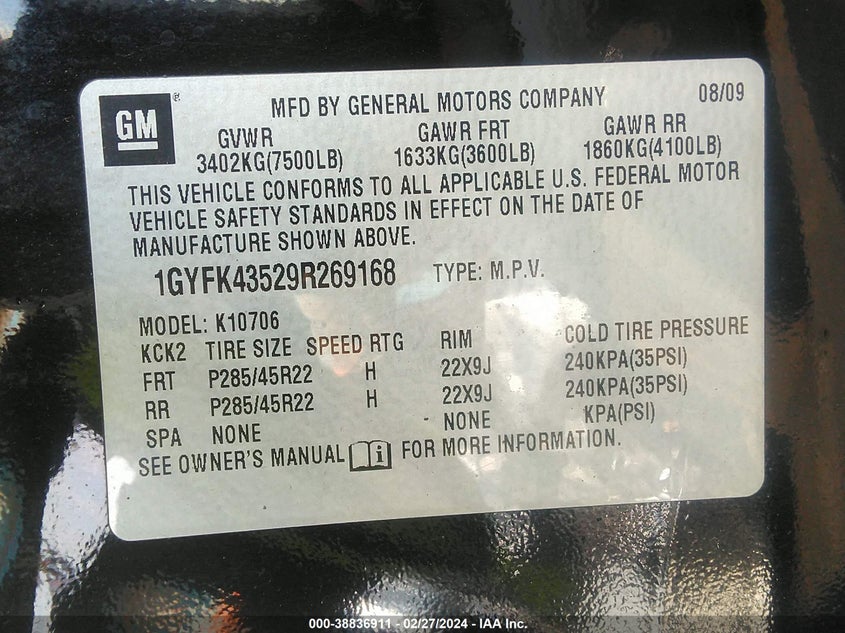 GM® MFD BY GENERAL MOTORS COMPANY 08/09
GVWR GAWR FRT GAWR RR
3402KG(7500LB) 1633KG(3600LB) 1860KG(4100LB)
THIS VEHICLE CONFORMS TO ALL APPLICABLE U.S. FEDERAL MOTOR
VEHICLE SAFETY STANDARDS IN EFFECT ON THE DATE OF
MANUFACTURE SHOWN ABOVE.
1GYFK43529R269168 TYPE: M.P.V.
MODEL: K10706
KCK2 TIRE SIZE SPEED RTG RIM COLD TIRE PRESSURE
FRT P285/45R22 H 22X9J 240KPA(35PSI)
RR P285/45R22 H 22X9J 240KPA(35PSI)
SPA NONE NONE KPA(PSI)
SEE OWNER'S MANUAL i FOR MORE INFORMATION.
000-38836911 - 02/27/2024 - IAA Inc.